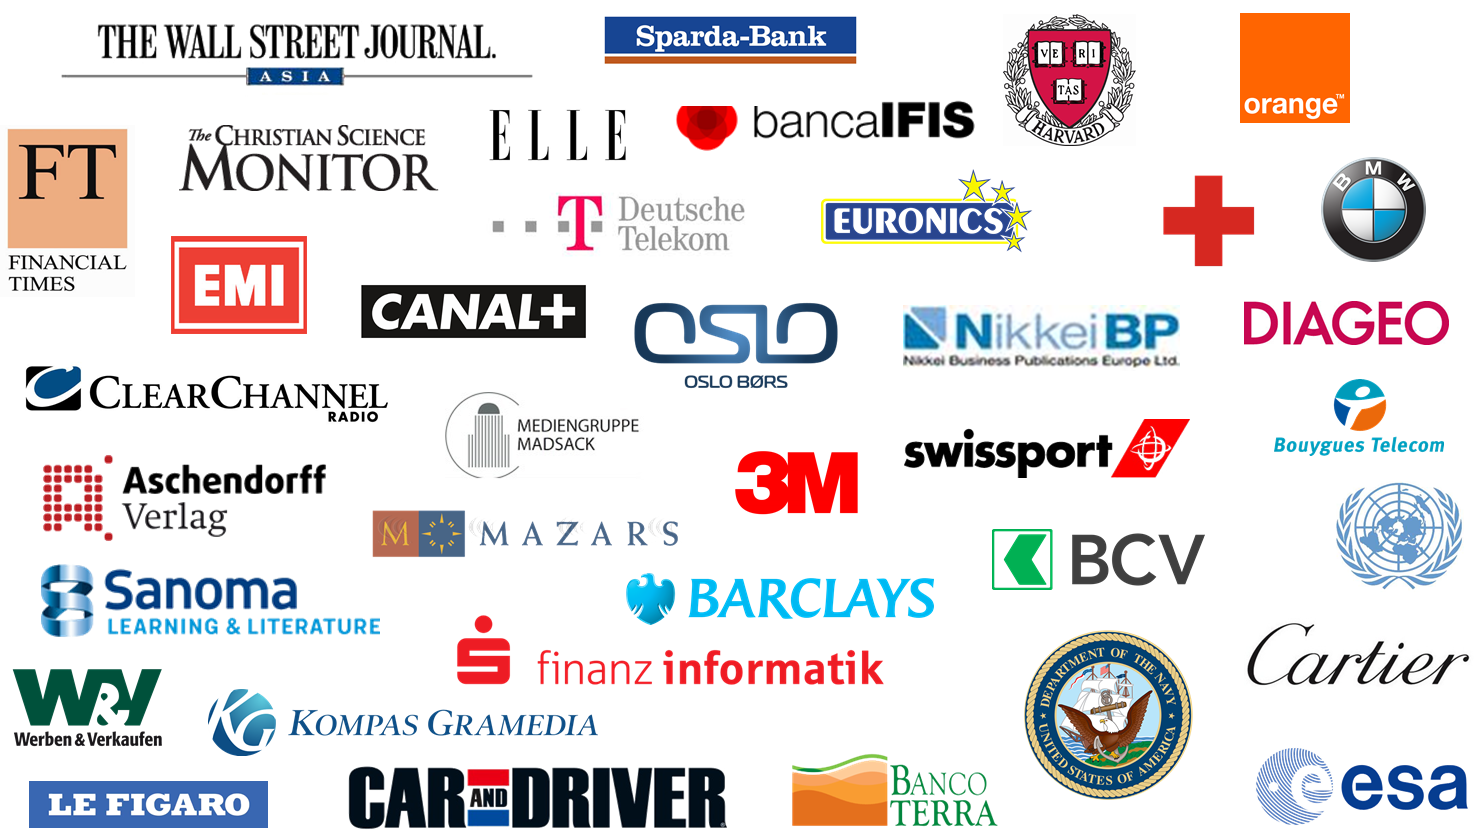 THE WALL STREET JOURNAL.
ASIA
Sparda-Bank
VE RI
TAS
HARVARD
orange™
FT
FINANCIAL
TIMES
The CHRISTIAN SCIENCE
MONITOR
ELLE
bancaIFIS
T Deutsche
Telekom
EURONICS
BMW
EMI
CANAL+
OSLO
OSLO BØRS
NikkeiBP
Nikkei Business Publications Europe Ltd.
DIAGEO
CLEARCHANNEL
RADIO
MEDIENGRUPPE
MADSACK
swissport
Bouygues Telecom
Aschendorff
Verlag
3M
M MAZARS
BCV
Sanoma
LEARNING & LITERATURE
BARCLAYS
finanz informatik
DEPARTMENT OF THE NAVY
UNITED STATES OF AMERICA
Cartier
W&V
Werben & Verkaufen
KG KOMPAS GRAMEDIA
LE FIGARO
CAR AND DRIVER
BANCO
TERRA
esa